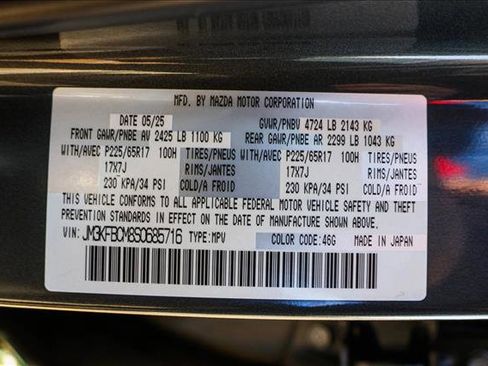 MFD. BY MAZDA MOTOR CORPORATION
DATE 05/25 GVWR/PNBV 4724 LB 2143 KG
FRONT GAWR/PNBE AV 2425 LB 1100 KG REAR GAWR/PNBE AR 2299 LB 1043 KG
WITH/AVEC P225/65R17 100H TIRES/PNEUS WITH/AVEC P225/65R17 100H TIRES/PNEUS
17X7J RIMS/JANTES 17X7J RIMS/JANTES
230 KPA/34 PSI COLD/A FROID 230 KPA/34 PSI COLD/A FROID
THIS VEHICLE CONFORMS TO ALL APPLICABLE FEDERAL MOTOR VEHICLE SAFETY AND THEFT
PREVENTION STANDARDS IN EFFECT ON THE DATE OF MANUFACTURE SHOWN ABOVE.
VIN: JM3KFBCM8S0685716 TYPE: MPV COLOR CODE: 46G MADE IN JAPAN